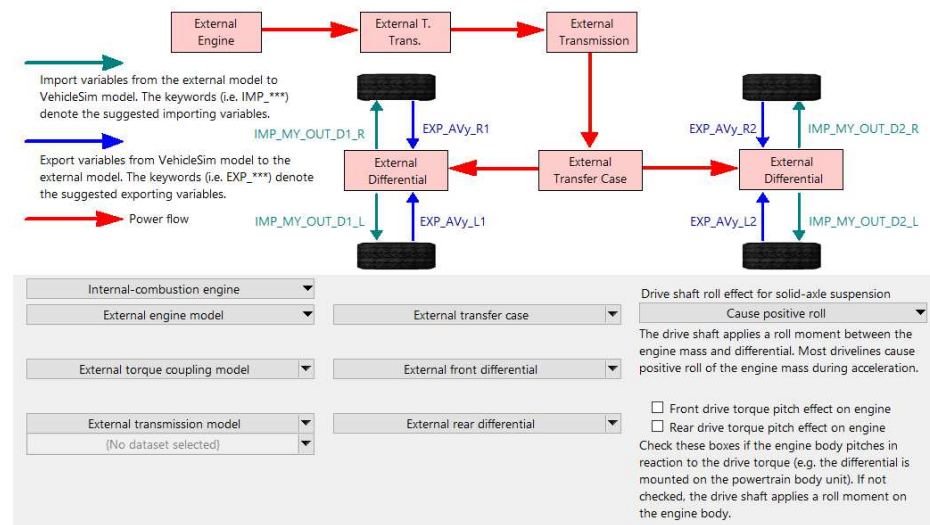 External
Engine
External T.
Trans.
External
Transmission
Import variables from the external model to
VehicleSim model. The keywords (i.e. IMP_***)
denote the suggested importing variables.
IMP_MY_OUT_D1_R
EXP_AVy_R1
EXP_AVy_R2
IMP_MY_OUT_D2_R
Export variables from VehicleSim model to the
external model. The keywords (i.e. EXP_***) denote
the suggested exporting variables.
External
Differential
External
Transfer Case
External
Differential
Power flow
IMP_MY_OUT_D1_L
EXP_AVy_L1
EXP_AVy_L2
IMP_MY_OUT_D2_L
Internal-combustion engine
External engine model
External transfer case
External torque coupling model
External front differential
External transmission model
External rear differential
{No dataset selected}
Drive shaft roll effect for solid-axle suspension
Cause positive roll
The drive shaft applies a roll moment between the
engine mass and differential. Most drivelines cause
positive roll of the engine mass during acceleration.
Front drive torque pitch effect on engine
Rear drive torque pitch effect on engine
Check these boxes if the engine body pitches in
reaction to the drive torque (e.g. the differential is
mounted on the powertrain body unit). If not
checked, the drive shaft applies a roll moment on
the engine body.